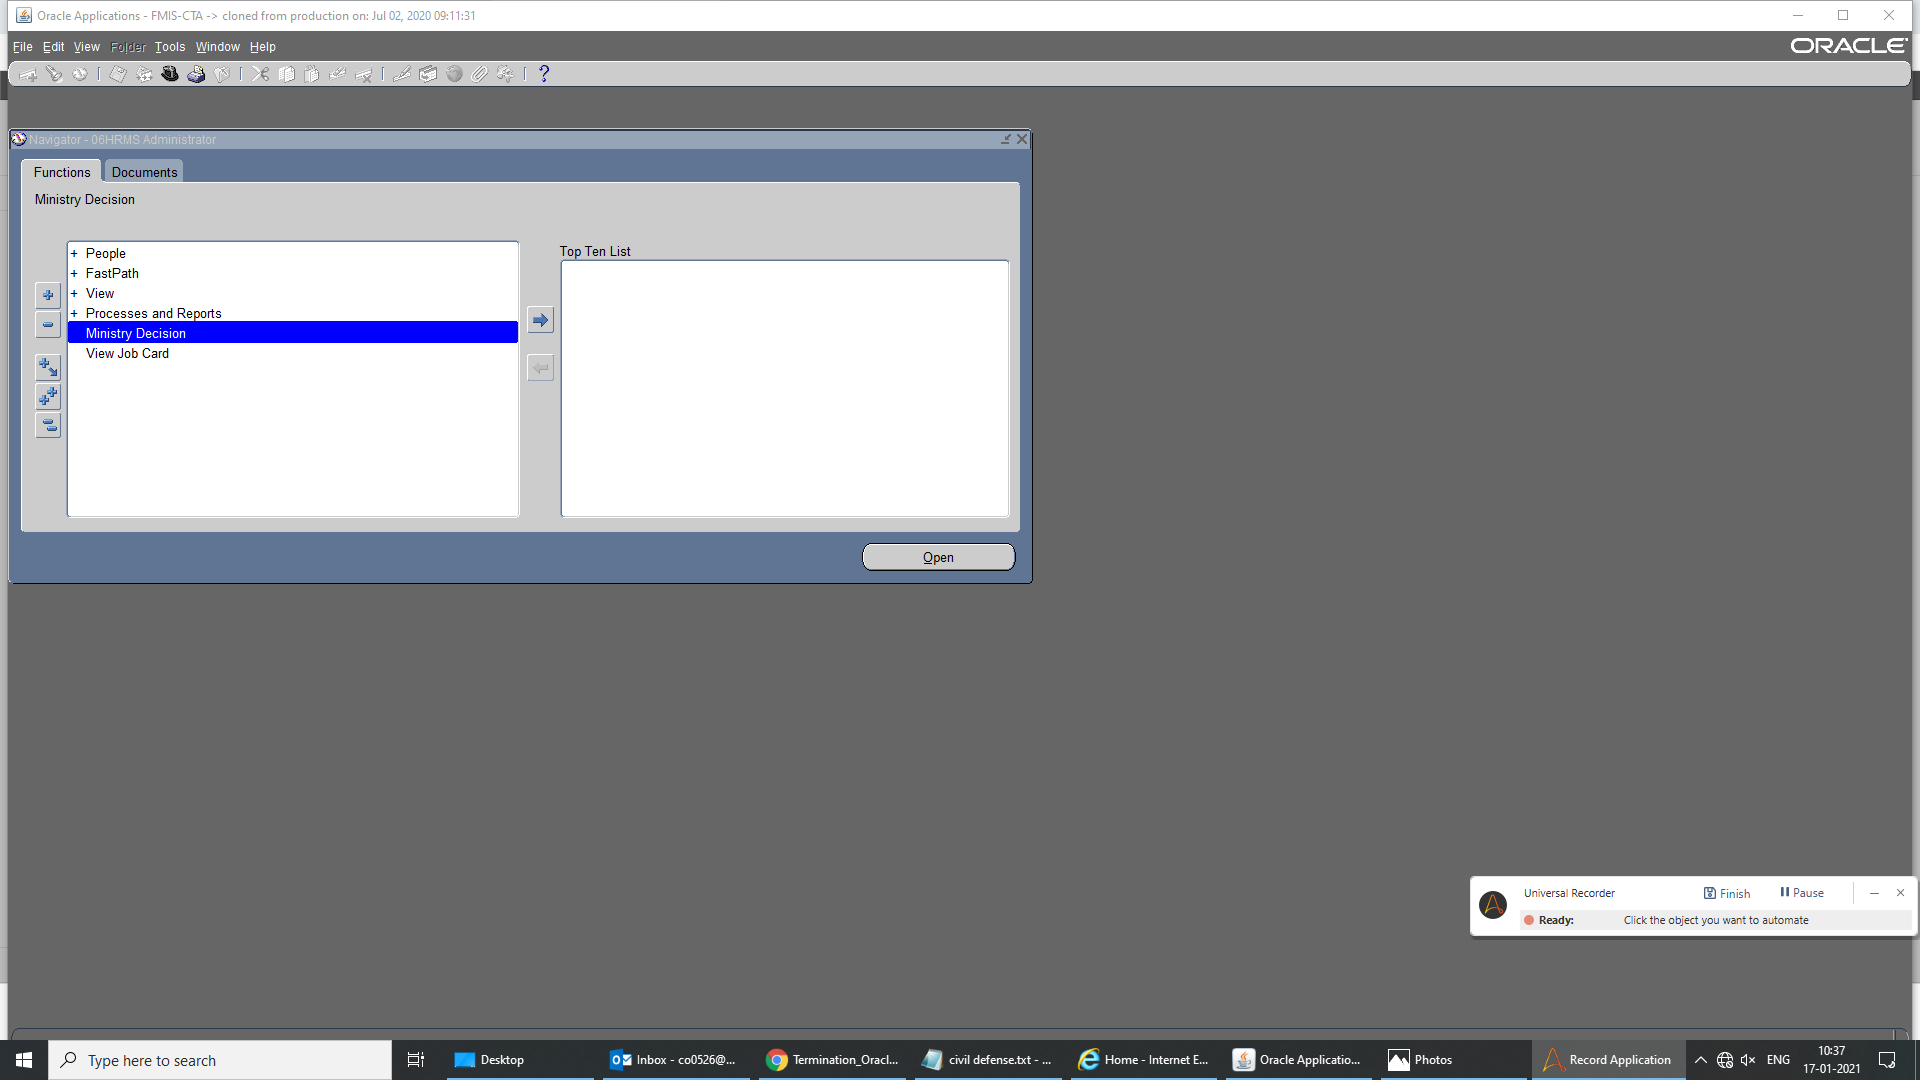 Oracle Applications - FMIS-CTA -> cloned from production on: Jul 02, 2020 09:11:31
File Edit View Folder Tools Window Help
ORACLE
Navigator - 06HRMS Administrator
Functions Documents
Ministry Decision
Top Ten List
+ People
+ FastPath
+ View
+ Processes and Reports
Ministry Decision
View Job Card
Open
Universal Recorder Finish Pause
Ready: Click the object you want to automate
Type here to search
Desktop
Inbox - co0526@...
Termination_Oracl...
civil defense.txt - ...
Home - Internet E...
Oracle Applicatio...
Photos
Record Application
ENG
10:37
17-01-2021